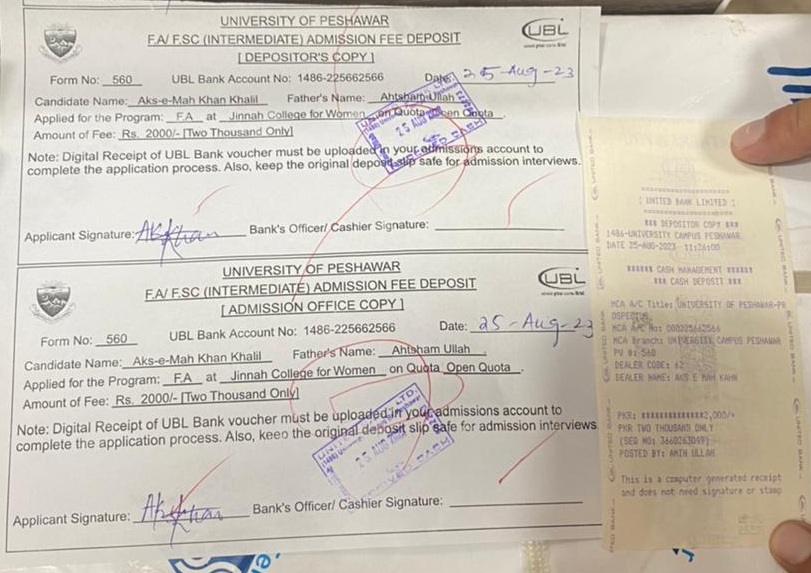 UNIVERSITY OF PESHAWAR
F.A/ F.SC (INTERMEDIATE) ADMISSION FEE DEPOSIT
[ DEPOSITOR'S COPY ]
UBL
Form No: 560 UBL Bank Account No: 1486-225662566 Date: 25-Aug-23
Candidate Name: Aks-e-Mah Khan Khalil Father's Name: Ahtsham Ullah
Applied for the Program: F.A at Jinnah College for Women on Quota Open Quota.
Amount of Fee: Rs. 2000/- [Two Thousand Only]
Note: Digital Receipt of UBL Bank voucher must be uploaded in your admissions account to
complete the application process. Also, keep the original deposit slip safe for admission interviews.
25 AUG
CASH
Applicant Signature: Bank's Officer/ Cashier Signature:
UNIVERSITY OF PESHAWAR
F.A/ F.SC (INTERMEDIATE) ADMISSION FEE DEPOSIT
[ ADMISSION OFFICE COPY ]
UBL
Form No: 560 UBL Bank Account No: 1486-225662566 Date: 25-Aug-23
Candidate Name: Aks-e-Mah Khan Khalil Father's Name: Ahtsham Ullah
Applied for the Program: F.A at Jinnah College for Women on Quota Open Quota.
Amount of Fee: Rs. 2000/- [Two Thousand Only]
Note: Digital Receipt of UBL Bank voucher must be uploaded in your admissions account to
complete the application process. Also, keep the original deposit slip safe for admission interviews
LTD.
25 AUG
CASH
Applicant Signature: Bank's Officer/ Cashier Signature:
[ UNITED BANK LIMITED ]
*** DEPOSITOR COPY ***
1486-UNIVERSITY CAMPUS PESHAWAR
DATE 25-AUG-2023 11:26:00
****** CASH MANAGEMENT ******
*** CASH DEPOSIT ***
MCA A/C Title: UNIVERSITY OF PESHAWAR-PR
OSPECTUS
MCA A/C No: 000225662566
MCA Branch: UNIVERSITY CAMPUS PESHAWAR
PV #: 560
DEALER CODE: 62
DEALER NAME: AKS E MAH KAHN
PKR: ************2,000/*
PKR TWO THOUSAND ONLY
(SEQ NO: 3660263049)
POSTED BY: AMIN ULLAH
This is a computer generated receipt
and does not need signature or stamp